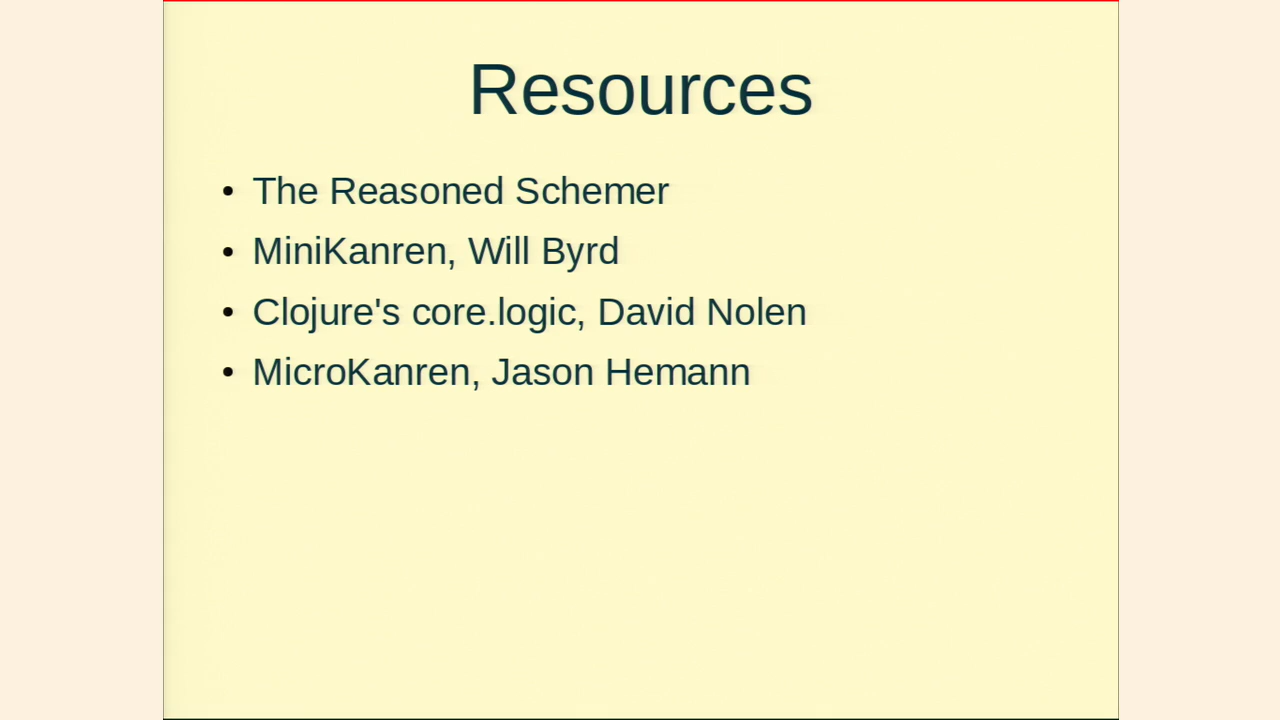 Resources
• The Reasoned Schemer
• MiniKanren, Will Byrd
• Clojure's core.logic, David Nolen
• MicroKanren, Jason Hemann